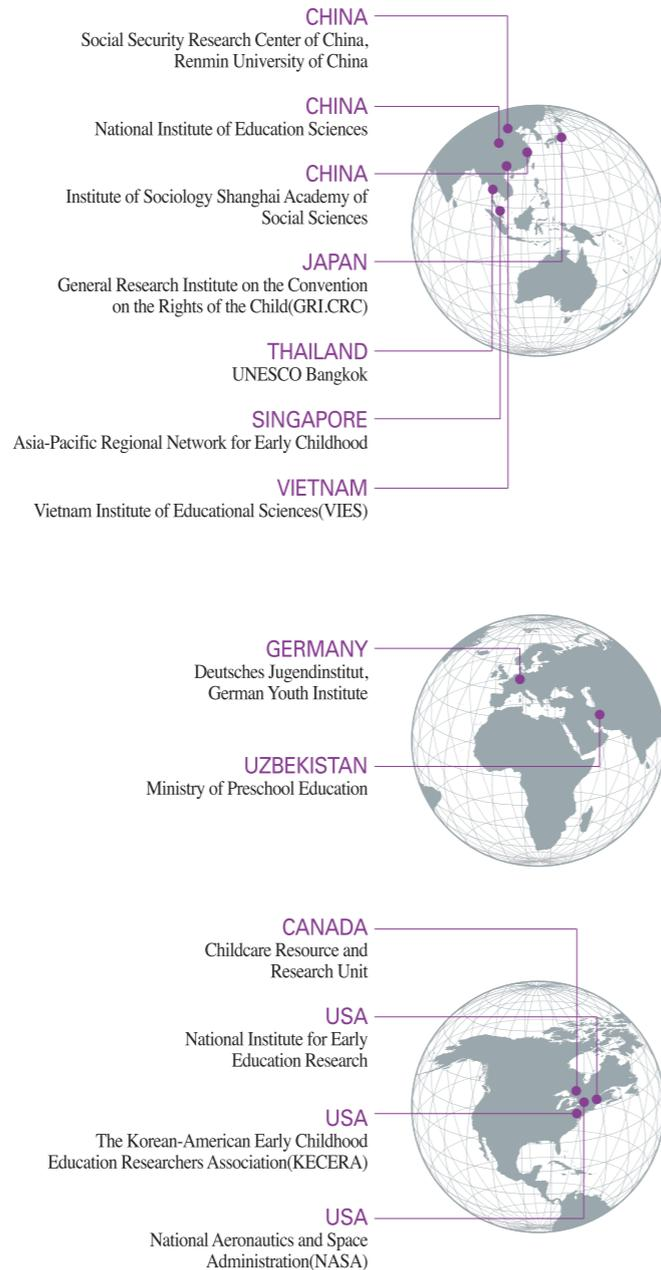 CHINA
Social Security Research Center of China,
Renmin University of China
CHINA
National Institute of Education Sciences
CHINA
Institute of Sociology Shanghai Academy of
Social Sciences
JAPAN
General Research Institute on the Convention
on the Rights of the Child(GRI.CRC)
THAILAND
UNESCO Bangkok
SINGAPORE
Asia-Pacific Regional Network for Early Childhood
VIETNAM
Vietnam Institute of Educational Sciences(VIES)
GERMANY
Deutsches Jugendinstitut,
German Youth Institute
UZBEKISTAN
Ministry of Preschool Education
CANADA
Childcare Resource and
Research Unit
USA
National Institute for Early
Education Research
USA
The Korean-American Early Childhood
Education Researchers Association(KECERA)
USA
National Aeronautics and Space
Administration(NASA)